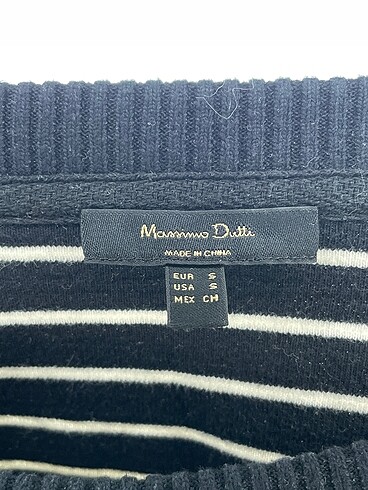 Massimo Dutti
MADE IN CHINA
EUR S
USA S
MEX CH